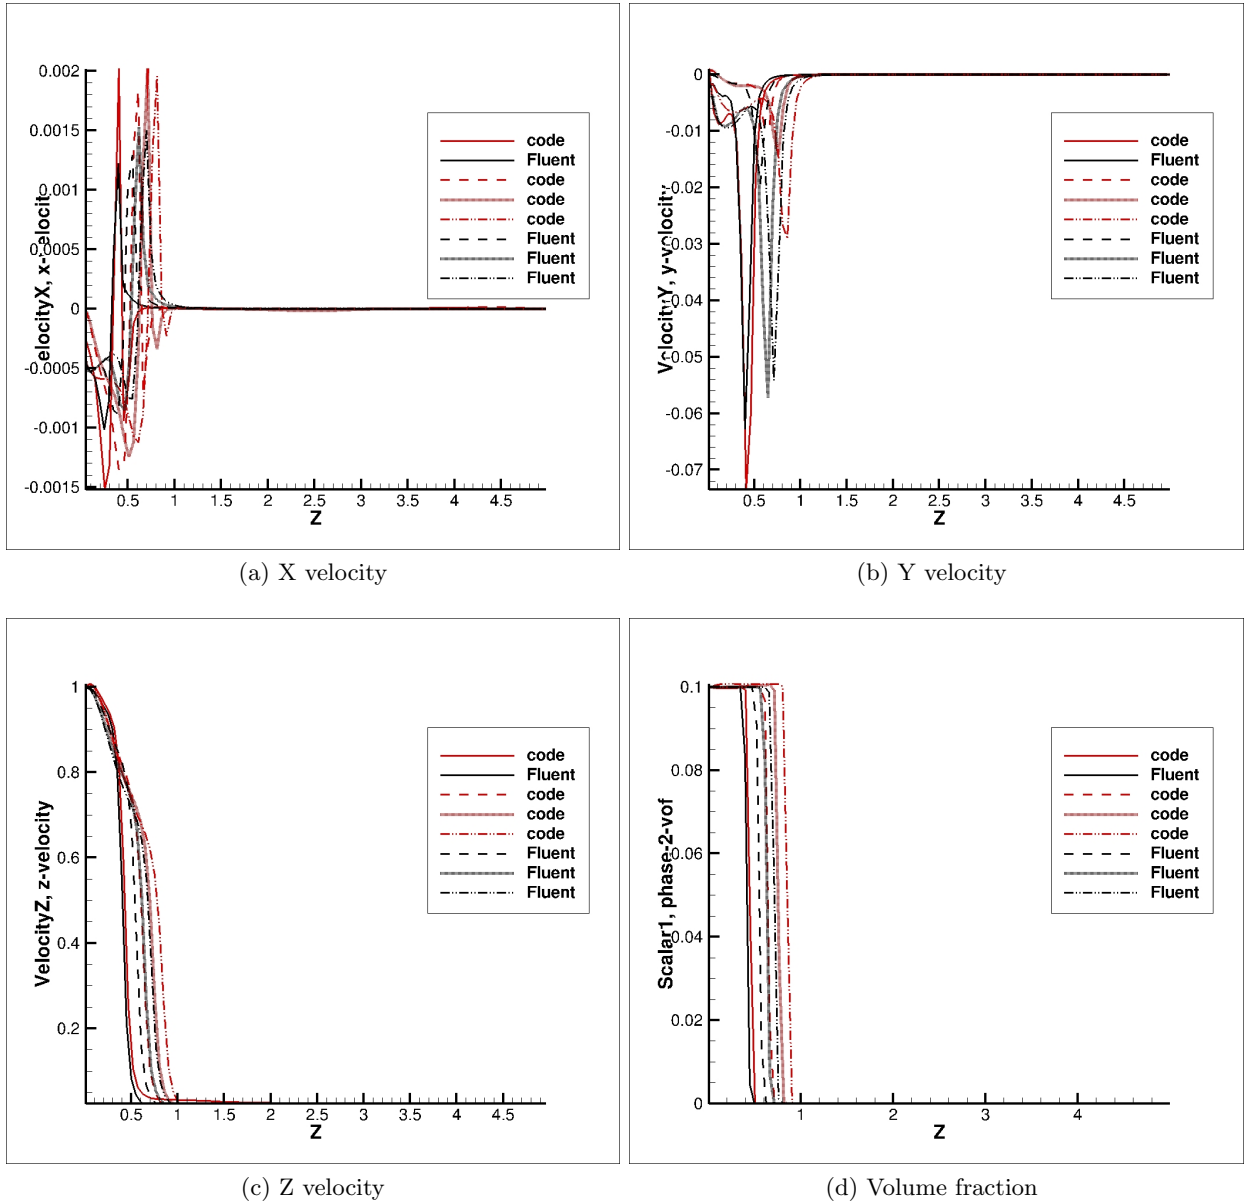 0.002
0.0015
0.001
0.0005
0
-0.0005
-0.001
-0.0015
elocityX, x-velocity
0.5 1 1.5 2 2.5 3 3.5 4 4.5
Z
code
Fluent
code
code
code
Fluent
Fluent
Fluent
(a) X velocity
0
-0.01
-0.02
-0.03
-0.04
-0.05
-0.06
-0.07
VelocityY, y-velocity
0.5 1 1.5 2 2.5 3 3.5 4 4.5
Z
code
Fluent
code
code
code
Fluent
Fluent
Fluent
(b) Y velocity
1
0.8
0.6
0.4
0.2
VelocityZ, z-velocity
0.5 1 1.5 2 2.5 3 3.5 4 4.5
Z
code
Fluent
code
code
code
Fluent
Fluent
Fluent
(c) Z velocity
0.1
0.08
0.06
0.04
0.02
0
Scalar1, phase-2-vof
1 2 3 4
Z
code
Fluent
code
code
code
Fluent
Fluent
Fluent
(d) Volume fraction